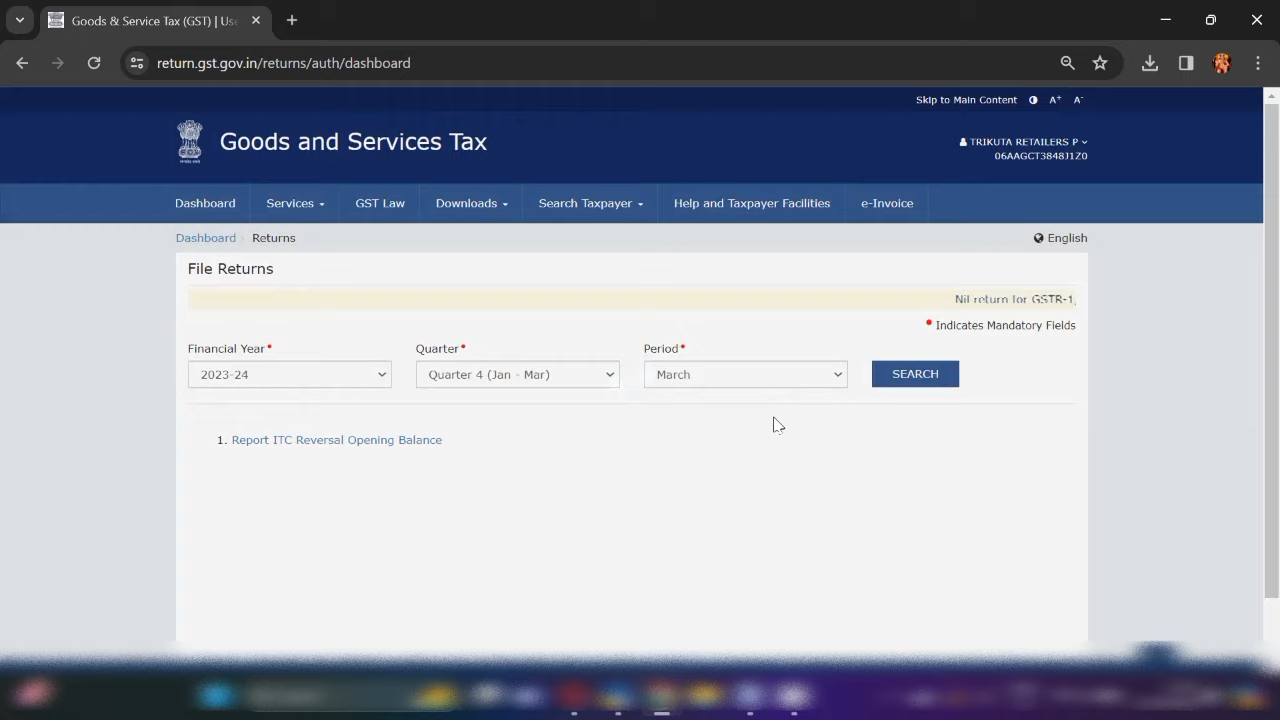 Goods & Service Tax (GST) | Use
return.gst.gov.in/returns/auth/dashboard
Skip to Main Content A+ A-
Goods and Services Tax
TRIKUTA RETAILERS P
06AAGCT3848J1Z0
Dashboard Services GST Law Downloads Search Taxpayer Help and Taxpayer Facilities e-Invoice
Dashboard Returns English
File Returns
Nil return for GSTR-1,
• Indicates Mandatory Fields
Financial Year• Quarter• Period•
2023-24 Quarter 4 (Jan - Mar) March SEARCH
1. Report ITC Reversal Opening Balance